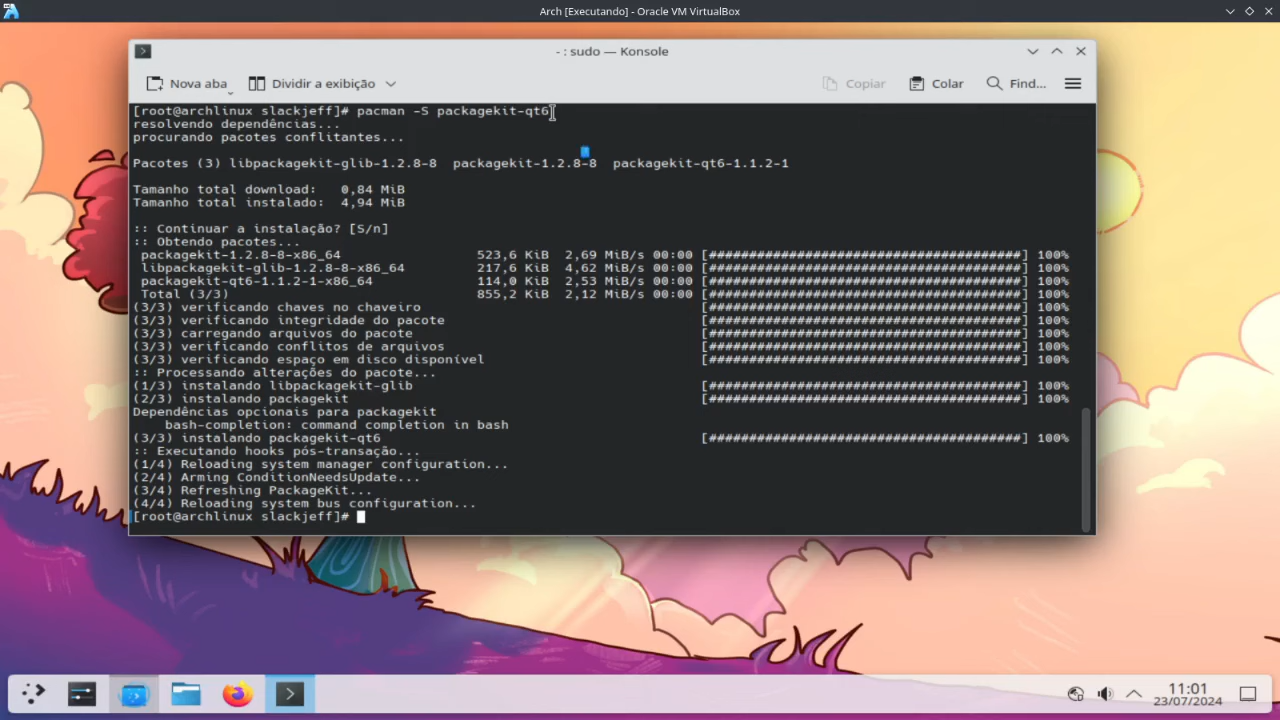 Arch [Executando] - Oracle VM VirtualBox
- : sudo — Konsole
Nova aba
Dividir a exibição
Copiar
Colar
Find...
[root@archlinux slackjeff]# pacman -S packagekit-qt6
resolvendo dependências...
procurando pacotes conflitantes...
Pacotes (3) libpackagekit-glib-1.2.8-8  packagekit-1.2.8-8  packagekit-qt6-1.1.2-1
Tamanho total download:   0,84 MiB
Tamanho total instalado:  4,94 MiB
:: Continuar a instalação? [S/n]
:: Obtendo pacotes...
packagekit-1.2.8-8-x86_64 523,6 KiB 2,69 MiB/s 00:00 [#######################################] 100%
libpackagekit-glib-1.2.8-8-x86_64 217,6 KiB 4,62 MiB/s 00:00 [#######################################] 100%
packagekit-qt6-1.1.2-1-x86_64 114,0 KiB 2,53 MiB/s 00:00 [#######################################] 100%
Total (3/3) 855,2 KiB 2,12 MiB/s 00:00 [#######################################] 100%
(3/3) verificando chaves no chaveiro [#######################################] 100%
(3/3) verificando integridade do pacote [#######################################] 100%
(3/3) carregando arquivos do pacote [#######################################] 100%
(3/3) verificando conflitos de arquivos [#######################################] 100%
(3/3) verificando espaço em disco disponível [#######################################] 100%
:: Processando alterações do pacote...
(1/3) instalando libpackagekit-glib [#######################################] 100%
(2/3) instalando packagekit [#######################################] 100%
Dependências opcionais para packagekit
bash-completion: command completion in bash
(3/3) instalando packagekit-qt6 [#######################################] 100%
:: Executando hooks pós-transação...
(1/4) Reloading system manager configuration...
(2/4) Arming ConditionNeedsUpdate...
(3/4) Refreshing PackageKit...
(4/4) Reloading system bus configuration...
[root@archlinux slackjeff]#
11:01
23/07/2024